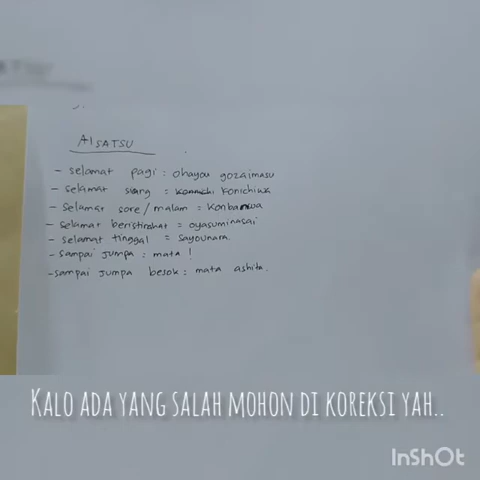 AISATSU
- selamat pagi : ohayou gozaimasu
- selamat siang = konnichi konichiwa
- selamat sore/malam = konbanwa
- selamat beristirahat = oyasuminasai
- selamat tinggal = sayounara.
- sampai jumpa : mata !
- sampai jumpa besok : mata ashita.
KALO ADA YANG SALAH MOHON DI KOREKSI YAH..
InShOt